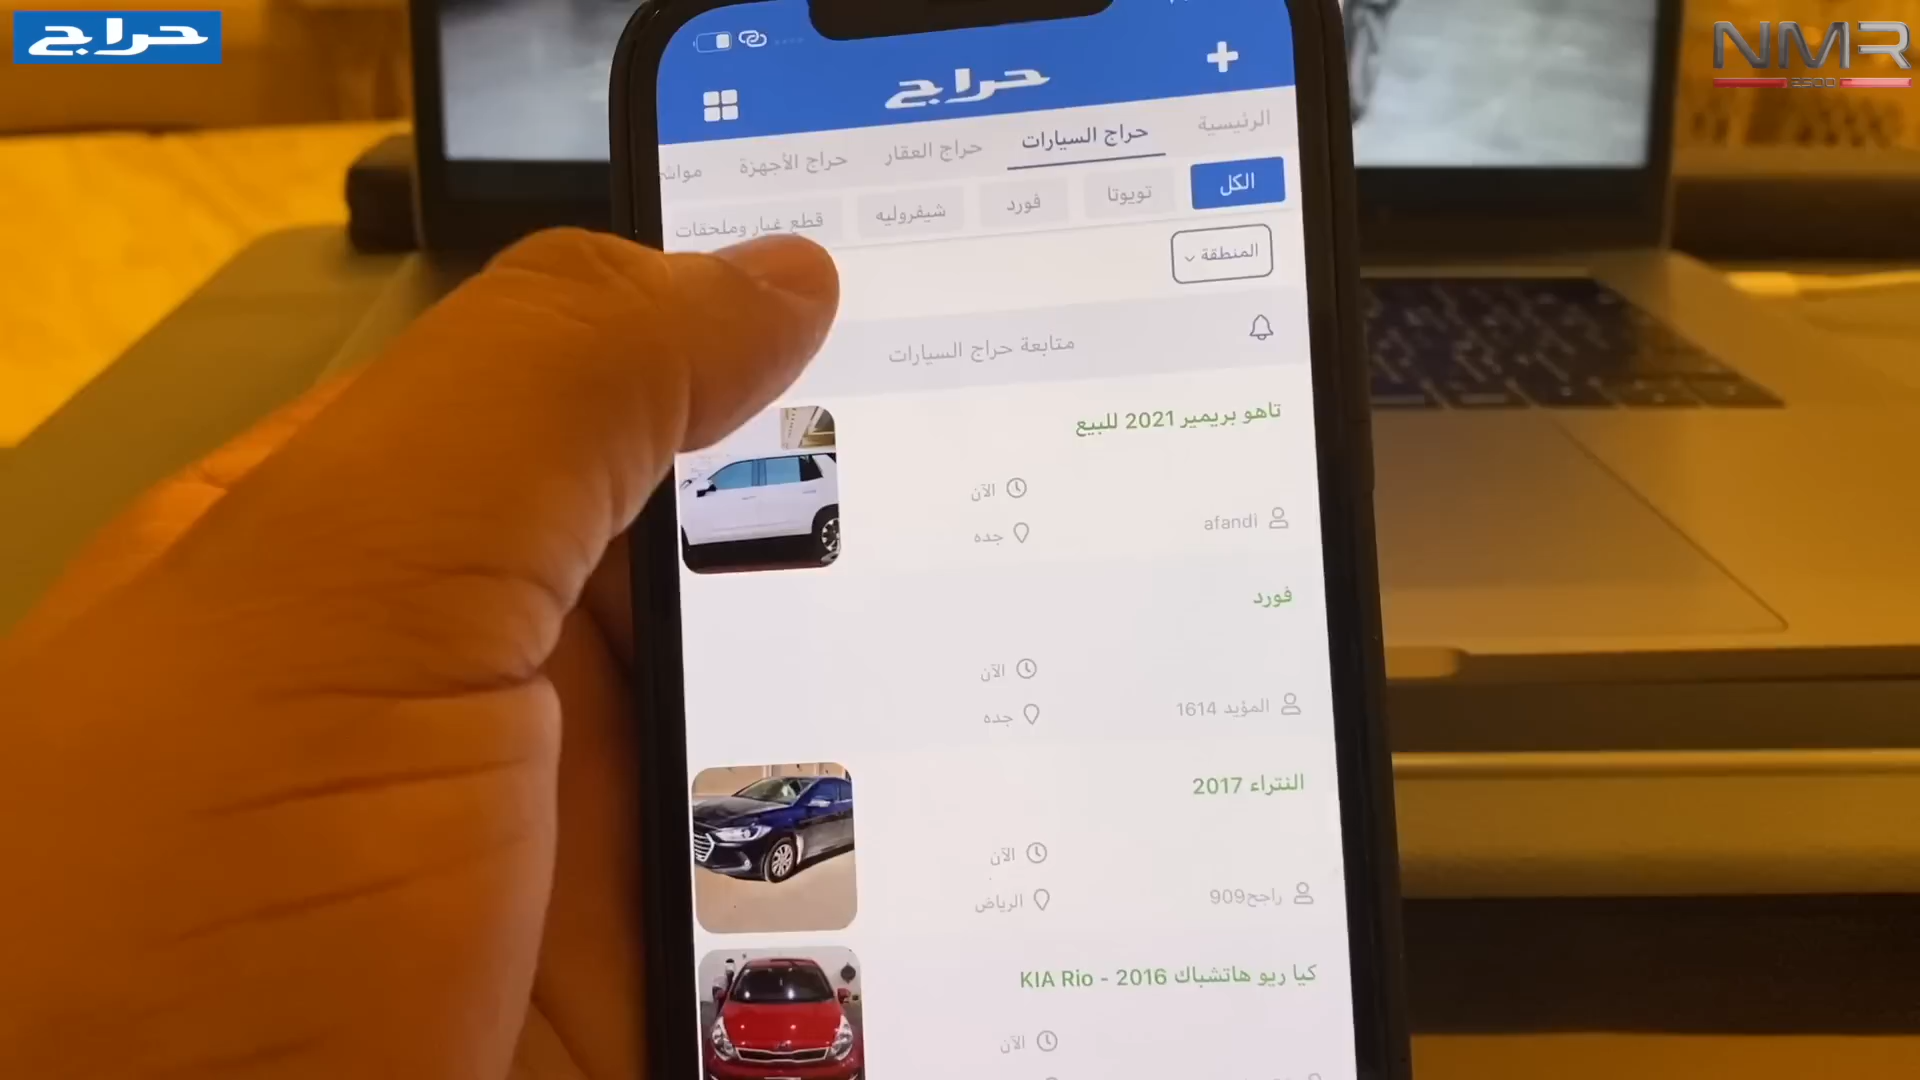 حراج
NMR
حراج
الرئيسية حراج السيارات حراج العقار حراج الأجهزة مواش
الكل تويوتا فورد شيفروليه قطع غيار وملحقات
المنطقة
متابعة حراج السيارات
تاهو بريمير 2021 للبيع
الآن
afandi جده
فورد
الآن
المؤيد 1614 جده
النتراء 2017
الآن
راجح909 الرياض
كيا ريو هاتشباك 2016 - KIA Rio
الآن